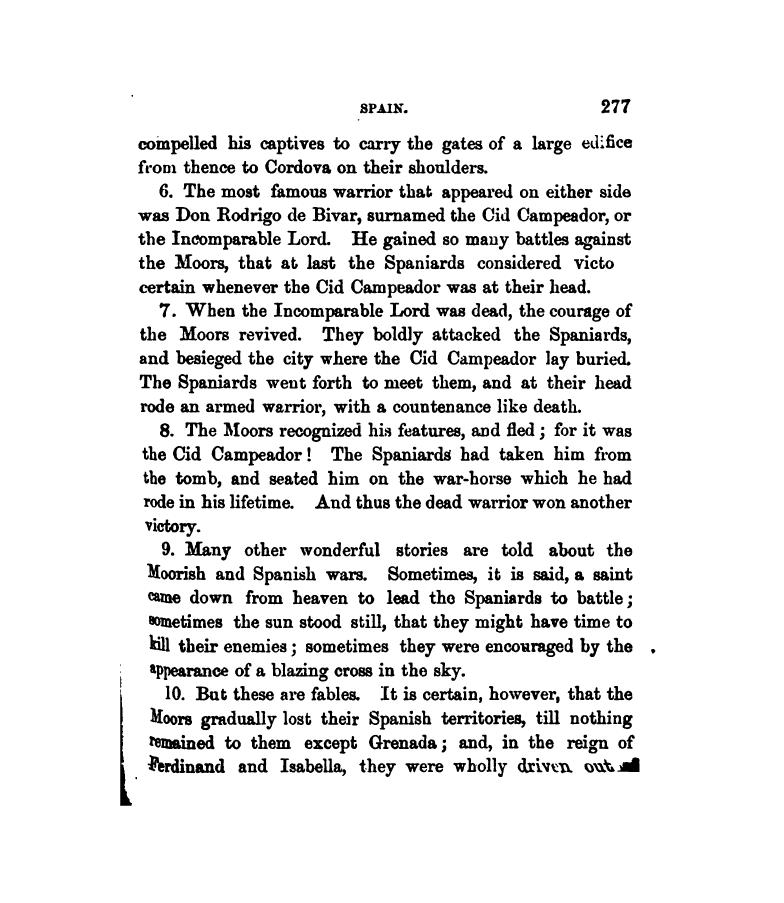 SPAIN. 277
compelled his captives to carry the gates of a large edifice
from thence to Cordova on their shoulders.
6. The most famous warrior that appeared on either side
was Don Rodrigo de Bivar, surnamed the Cid Campeador, or
the Incomparable Lord. He gained so many battles against
the Moors, that at last the Spaniards considered victo
certain whenever the Cid Campeador was at their head.
7. When the Incomparable Lord was dead, the courage of
the Moors revived. They boldly attacked the Spaniards,
and besieged the city where the Cid Campeador lay buried.
The Spaniards went forth to meet them, and at their head
rode an armed warrior, with a countenance like death.
8. The Moors recognized his features, and fled; for it was
the Cid Campeador! The Spaniards had taken him from
the tomb, and seated him on the war-horse which he had
rode in his lifetime. And thus the dead warrior won another
victory.
9. Many other wonderful stories are told about the
Moorish and Spanish wars. Sometimes, it is said, a saint
came down from heaven to lead the Spaniards to battle;
sometimes the sun stood still, that they might have time to
kill their enemies; sometimes they were encouraged by the
appearance of a blazing cross in the sky.
10. But these are fables. It is certain, however, that the
Moors gradually lost their Spanish territories, till nothing
remained to them except Grenada; and, in the reign of
Ferdinand and Isabella, they were wholly driven out